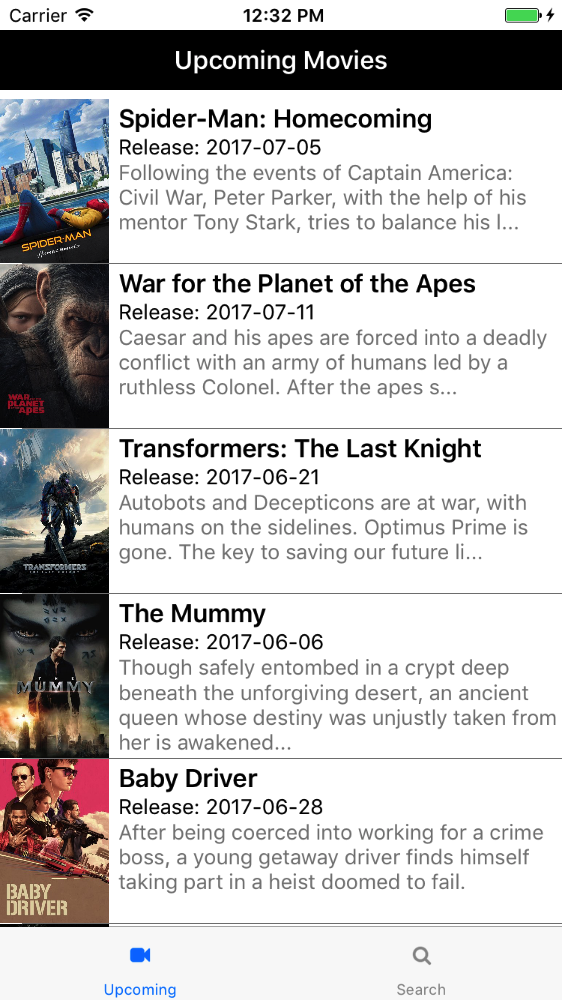 Carrier 12:32 PM
Upcoming Movies
Spider-Man: Homecoming
Release: 2017-07-05
Following the events of Captain America:
Civil War, Peter Parker, with the help of his
mentor Tony Stark, tries to balance his l...
SPIDER-MAN
Homecoming
War for the Planet of the Apes
Release: 2017-07-11
Caesar and his apes are forced into a deadly
conflict with an army of humans led by a
ruthless Colonel. After the apes s...
WAR FOR THE
PLANET
OF THE APES
Transformers: The Last Knight
Release: 2017-06-21
Autobots and Decepticons are at war, with
humans on the sidelines. Optimus Prime is
gone. The key to saving our future li...
TRANSFORMERS
THE LAST KNIGHT
The Mummy
Release: 2017-06-06
Though safely entombed in a crypt deep
beneath the unforgiving desert, an ancient
queen whose destiny was unjustly taken from
her is awakened...
THE
MUMMY
Baby Driver
Release: 2017-06-28
After being coerced into working for a crime
boss, a young getaway driver finds himself
taking part in a heist doomed to fail.
BABY
DRIVER
Upcoming
Search